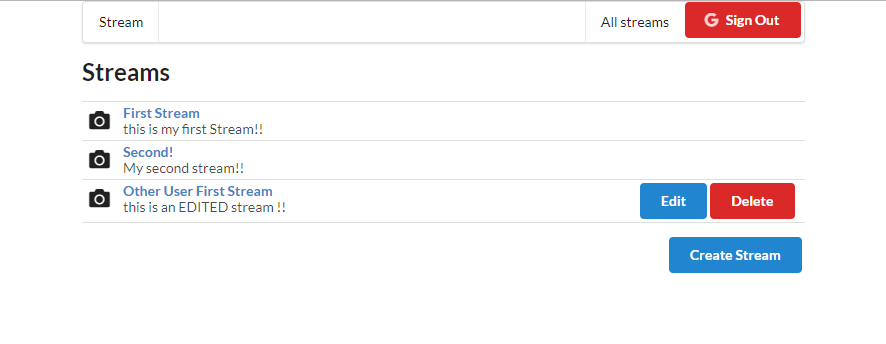 Stream
All streams
Sign Out
Streams
First Stream
this is my first Stream!!
Second!
My second stream!!
Other User First Stream
this is an EDITED stream !!
Edit
Delete
Create Stream